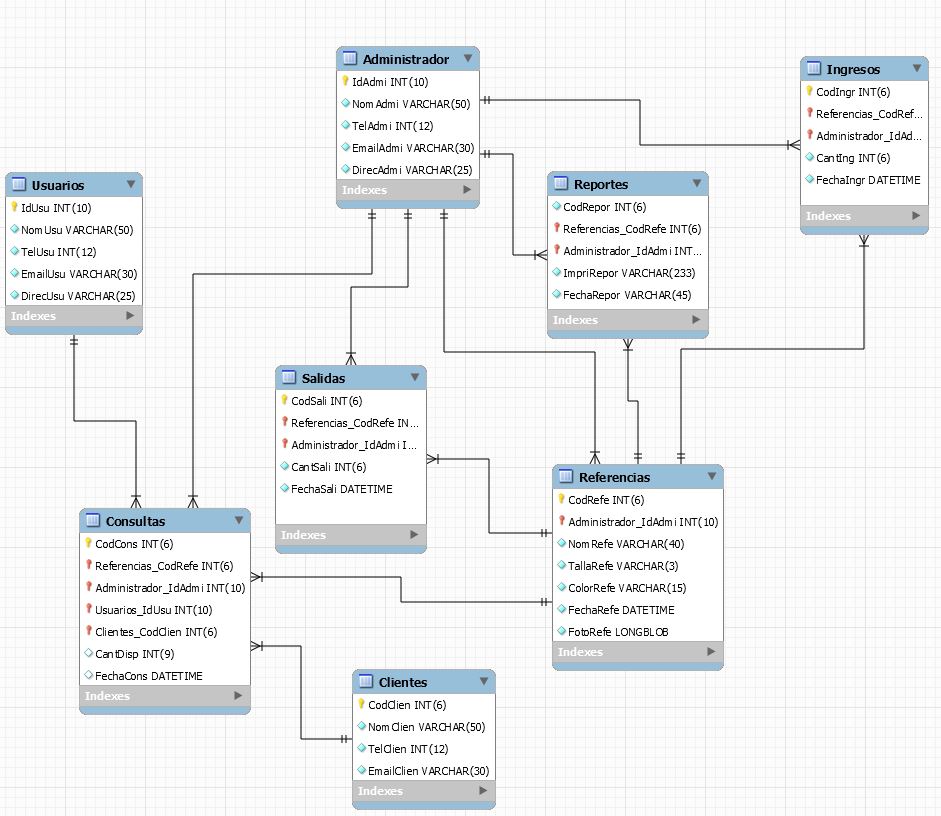 Administrador
IdAdmi INT(10)
NomAdmi VARCHAR(50)
TelAdmi INT(12)
EmailAdmi VARCHAR(30)
DirecAdmi VARCHAR(25)
Indexes
Ingresos
CodIngr INT(6)
Referencias_CodRef...
Administrador_IdAd...
CantIng INT(6)
FechaIngr DATETIME
Indexes
Usuarios
IdUsu INT(10)
NomUsu VARCHAR(50)
TelUsu INT(12)
EmailUsu VARCHAR(30)
DirecUsu VARCHAR(25)
Indexes
Reportes
CodRepor INT(6)
Referencias_CodRefe INT(6)
Administrador_IdAdmi INT...
ImpriRepor VARCHAR(233)
FechaRepor VARCHAR(45)
Indexes
Salidas
CodSali INT(6)
Referencias_CodRefe IN...
Administrador_IdAdmi I...
CantSali INT(6)
FechaSali DATETIME
Indexes
Referencias
CodRefe INT(6)
Administrador_IdAdmi INT(10)
NomRefe VARCHAR(40)
TallaRefe VARCHAR(3)
ColorRefe VARCHAR(15)
FechaRefe DATETIME
FotoRefe LONGBLOB
Indexes
Consultas
CodCons INT(6)
Referencias_CodRefe INT(6)
Administrador_IdAdmi INT(10)
Usuarios_IdUsu INT(10)
Clientes_CodClien INT(6)
CantDisp INT(9)
FechaCons DATETIME
Indexes
Clientes
CodClien INT(6)
NomClien VARCHAR(50)
TelClien INT(12)
EmailClien VARCHAR(30)
Indexes